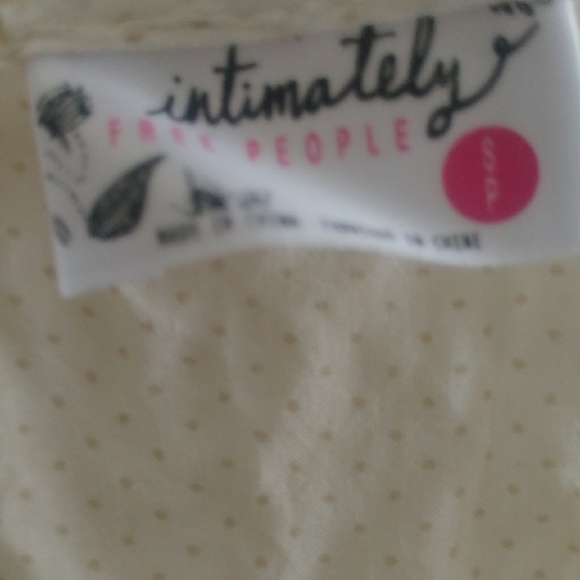 intimately
FREE PEOPLE
S/P
MADE IN CHINA